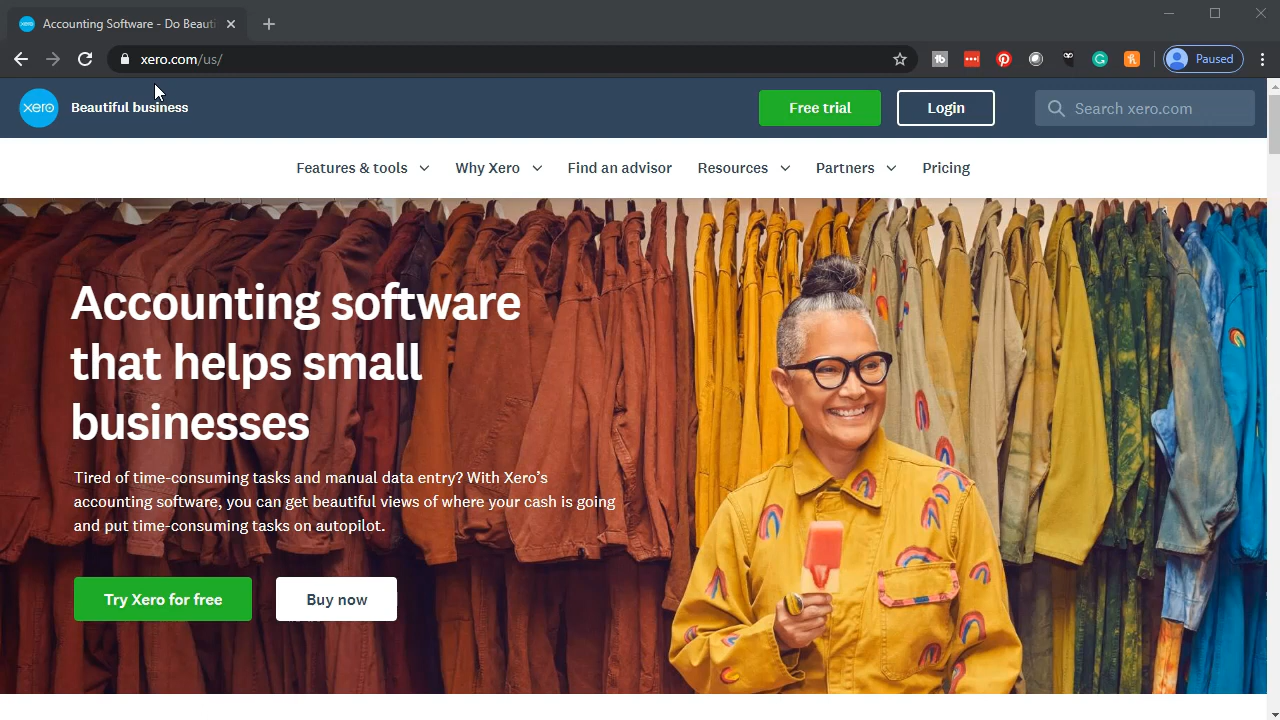 Accounting Software - Do Beauti
xero.com/us/
Paused
xero
Beautiful business
Free trial
Login
Search xero.com
Features & tools
Why Xero
Find an advisor
Resources
Partners
Pricing
Accounting software
that helps small
businesses
Tired of time-consuming tasks and manual data entry? With Xero’s
accounting software, you can get beautiful views of where your cash is going
and put time-consuming tasks on autopilot.
Try Xero for free
Buy now